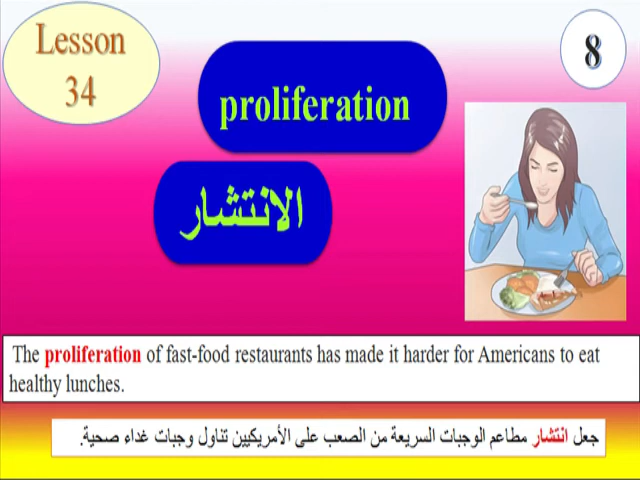 Lesson
34
8
proliferation
الانتشار
The proliferation of fast-food restaurants has made it harder for Americans to eat
healthy lunches.
جعل انتشار مطاعم الوجبات السريعة من الصعب على الأمريكيين تناول وجبات غداء صحية.